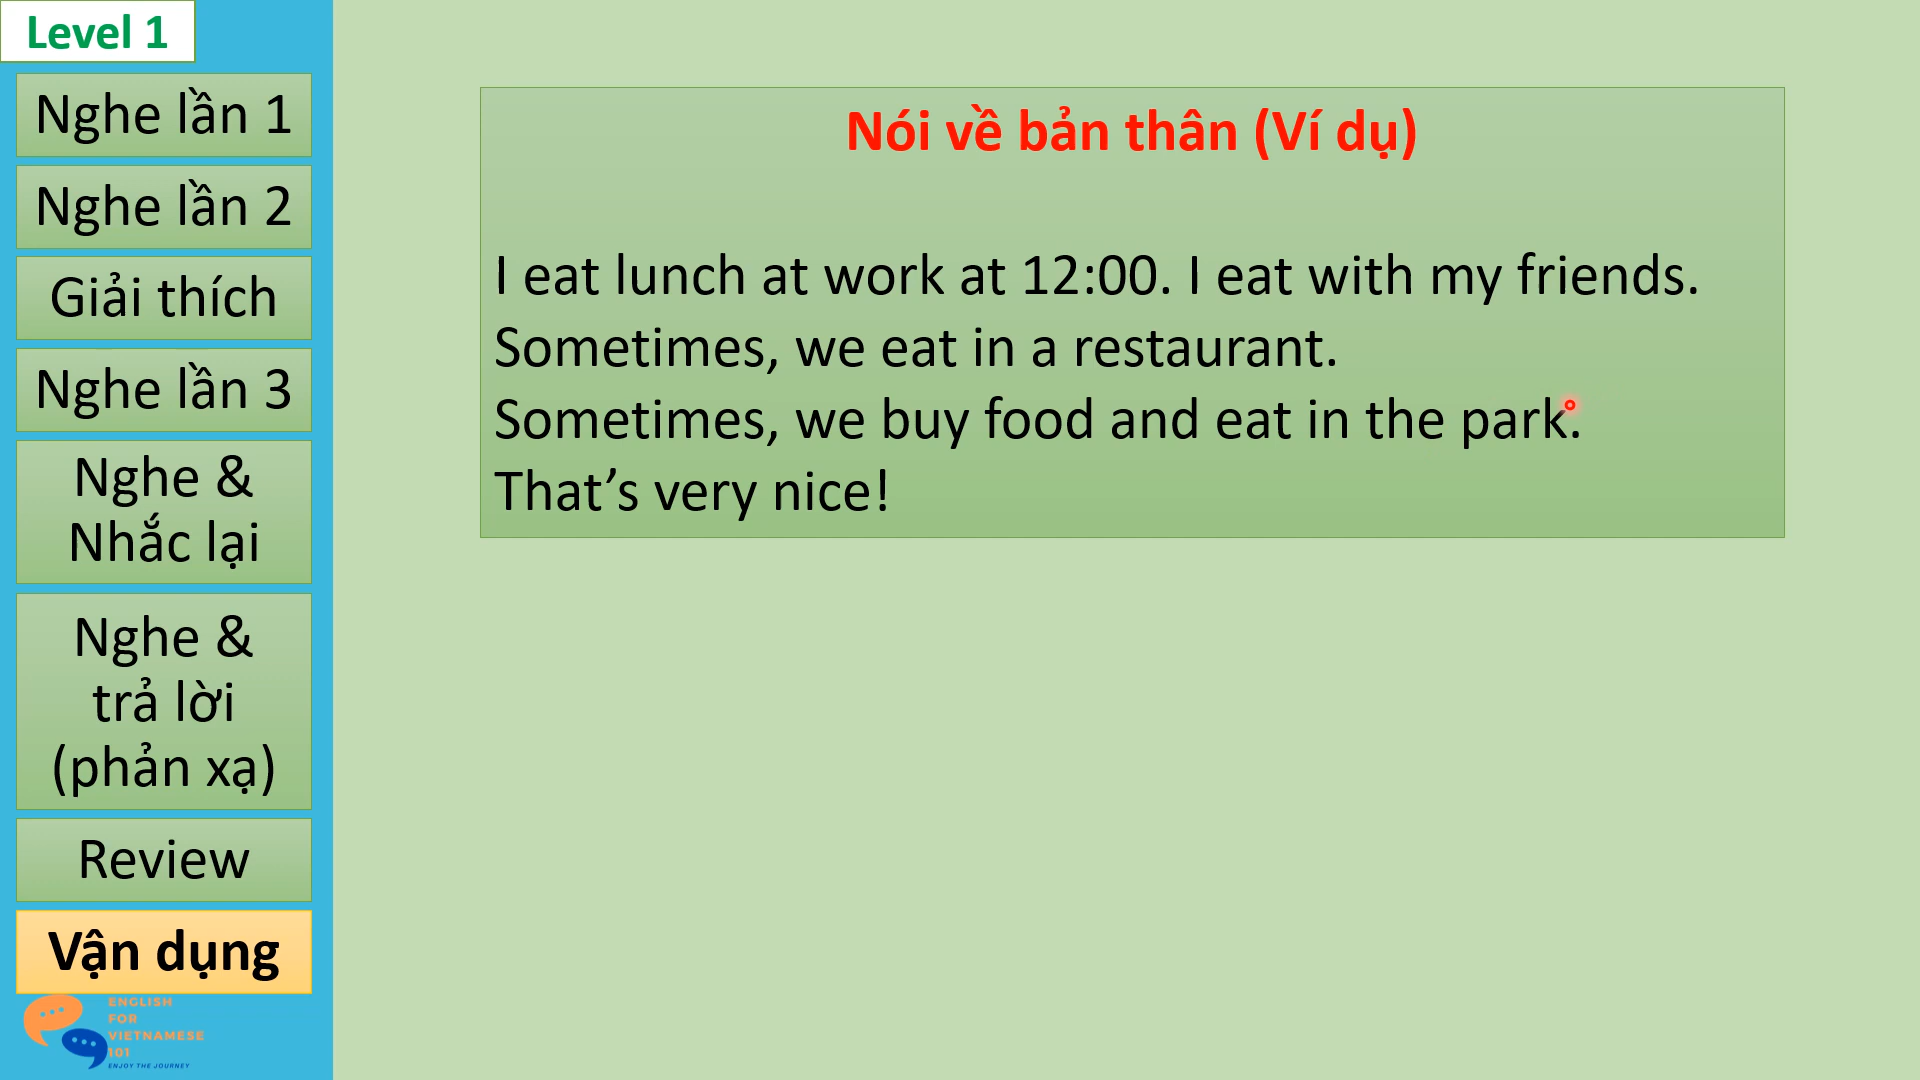 Level 1
Nghe lần 1
Nghe lần 2
Giải thích
Nghe lần 3
Nghe &
Nhắc lại
Nghe &
trả lời
(phản xạ)
Review
Vận dụng
ENGLISH
FOR
VIETNAMESE
101
ENJOY THE JOURNEY
Nói về bản thân (Ví dụ)
I eat lunch at work at 12:00. I eat with my friends.
Sometimes, we eat in a restaurant.
Sometimes, we buy food and eat in the park.
That’s very nice!